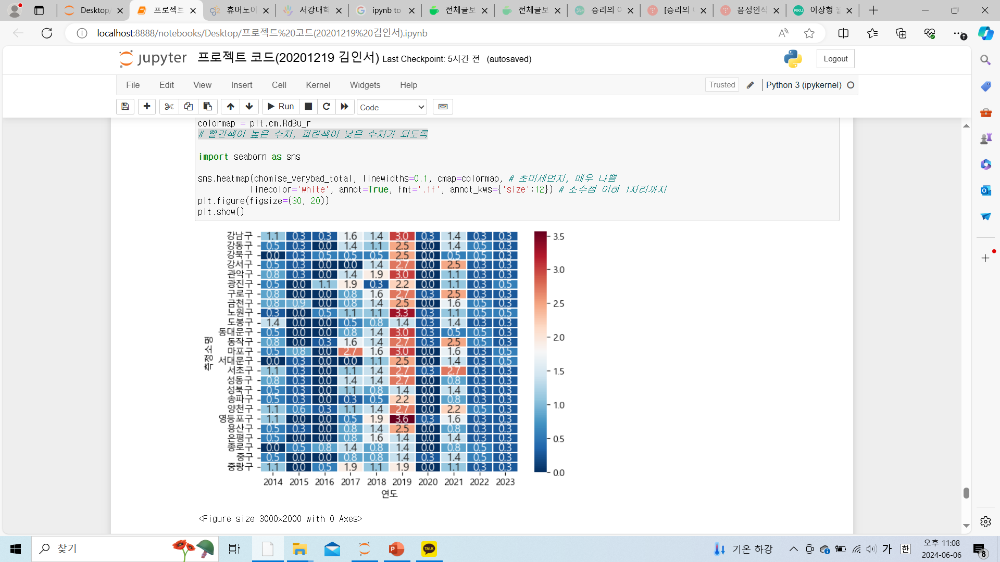 Desktop/
프로젝트
휴머노이
서강대학
ipynb to
전체글보
전체글보
승리의 여
[승리의 여
음성인식
이상형 월
localhost:8888/notebooks/Desktop/프로젝트%20코드(20201219%20김인서).ipynb
jupyter 프로젝트 코드(20201219 김인서) Last Checkpoint: 5시간 전 (autosaved)
Logout
File Edit View Insert Cell Kernel Widgets Help
Trusted
Python 3 (ipykernel)
Run
Code
colormap = plt.cm.RdBu_r
# 빨간색이 높은 수치, 파란색이 낮은 수치가 되도록
import seaborn as sns
sns.heatmap(chomise_verybad_total, linewidths=0.1, cmap=colormap, # 초미세먼지, 매우 나쁨
linecolor='white', annot=True, fmt='.1f', annot_kws={'size':12}) # 소수점 이하 1자리까지
plt.figure(figsize=(30, 20))
plt.show()
강남구 1.1 0.3 0.3 1.6 1.4 3.0 0.3 1.4 0.3 0.3
강동구 0.5 0.3 0.0 1.4 1.1 2.5 0.0 1.4 0.5 0.3
강북구 0.0 0.3 0.5 0.5 0.5 2.5 0.0 0.5 0.5 0.3
강서구 0.5 0.3 0.0 0.0 1.4 2.7 0.0 2.5 0.3 0.3
관악구 0.8 0.3 0.0 1.4 1.9 3.0 0.0 1.1 0.3 0.3
광진구 0.5 0.0 1.1 1.9 0.3 2.2 0.0 1.1 0.3 0.5
구로구 0.8 0.0 0.0 0.8 1.6 2.7 0.3 2.5 0.3 0.3
금천구 0.8 0.9 0.0 0.8 1.4 2.5 0.0 1.6 0.5 0.3
노원구 0.3 0.0 0.5 1.1 1.1 3.3 0.3 1.1 0.5 0.5
도봉구 1.4 0.0 0.0 0.5 0.8 1.4 0.3 1.4 0.3 0.3
동대문구 0.5 0.0 0.0 0.8 1.4 3.0 0.3 0.5 0.5 0.3
동작구 0.8 0.0 0.3 1.6 1.4 2.7 0.3 2.5 0.5 0.3
마포구 0.5 0.8 0.0 2.7 1.6 3.0 0.0 1.6 0.3 0.5
서대문구 0.0 0.3 0.0 0.0 1.1 2.5 0.0 1.4 0.3 0.5
서초구 1.1 0.3 0.0 1.1 1.4 2.7 0.3 2.7 0.3 0.3
성동구 0.8 0.3 0.0 1.4 1.4 2.7 0.0 0.8 0.3 0.3
성북구 0.5 0.3 0.0 1.1 0.8 1.4 0.0 1.4 0.3 0.3
송파구 0.5 0.3 0.0 0.3 0.5 2.2 0.0 0.8 0.3 0.3
양천구 1.1 0.6 0.3 1.1 1.4 2.7 0.0 2.2 0.5 0.3
영등포구 1.1 0.0 0.0 0.5 1.9 3.6 0.3 1.6 0.3 0.3
용산구 0.5 0.3 0.0 0.8 1.4 2.5 0.0 0.8 0.3 0.3
은평구 0.5 0.0 0.0 0.8 1.6 1.4 0.0 1.4 0.3 0.3
종로구 0.0 0.5 0.8 1.4 0.8 1.4 0.0 0.8 0.5 0.3
중구 0.5 0.0 0.0 0.8 0.8 1.4 0.3 1.4 0.5 0.3
중랑구 1.1 0.0 0.5 1.9 1.1 1.9 0.0 1.1 0.3 0.3
측정소명
2014 2015 2016 2017 2018 2019 2020 2021 2022 2023
연도
3.5
3.0
2.5
2.0
1.5
1.0
0.5
0.0
<Figure size 3000x2000 with 0 Axes>
찾기
TALK
기온 하강
가
한
오후 11:08
2024-06-06
8